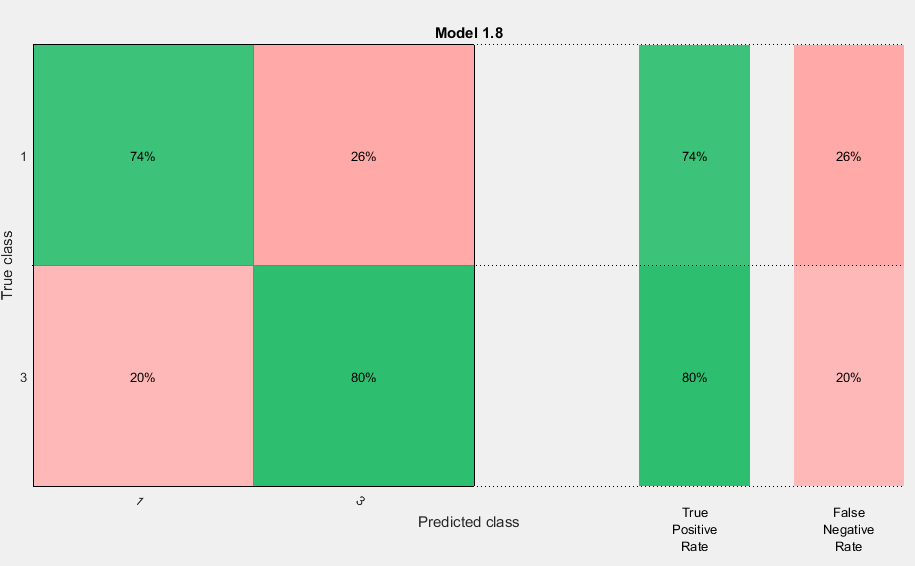 Model 1.8
True class
1
74%
26%
74%
26%
3
20%
80%
80%
20%
1
3
Predicted class
True
Positive
Rate
False
Negative
Rate